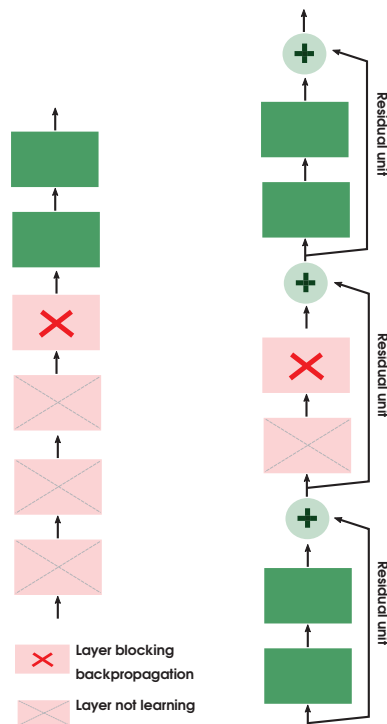 Residual unit
Residual unit
Residual unit
Layer blocking
backpropagation
Layer not learning